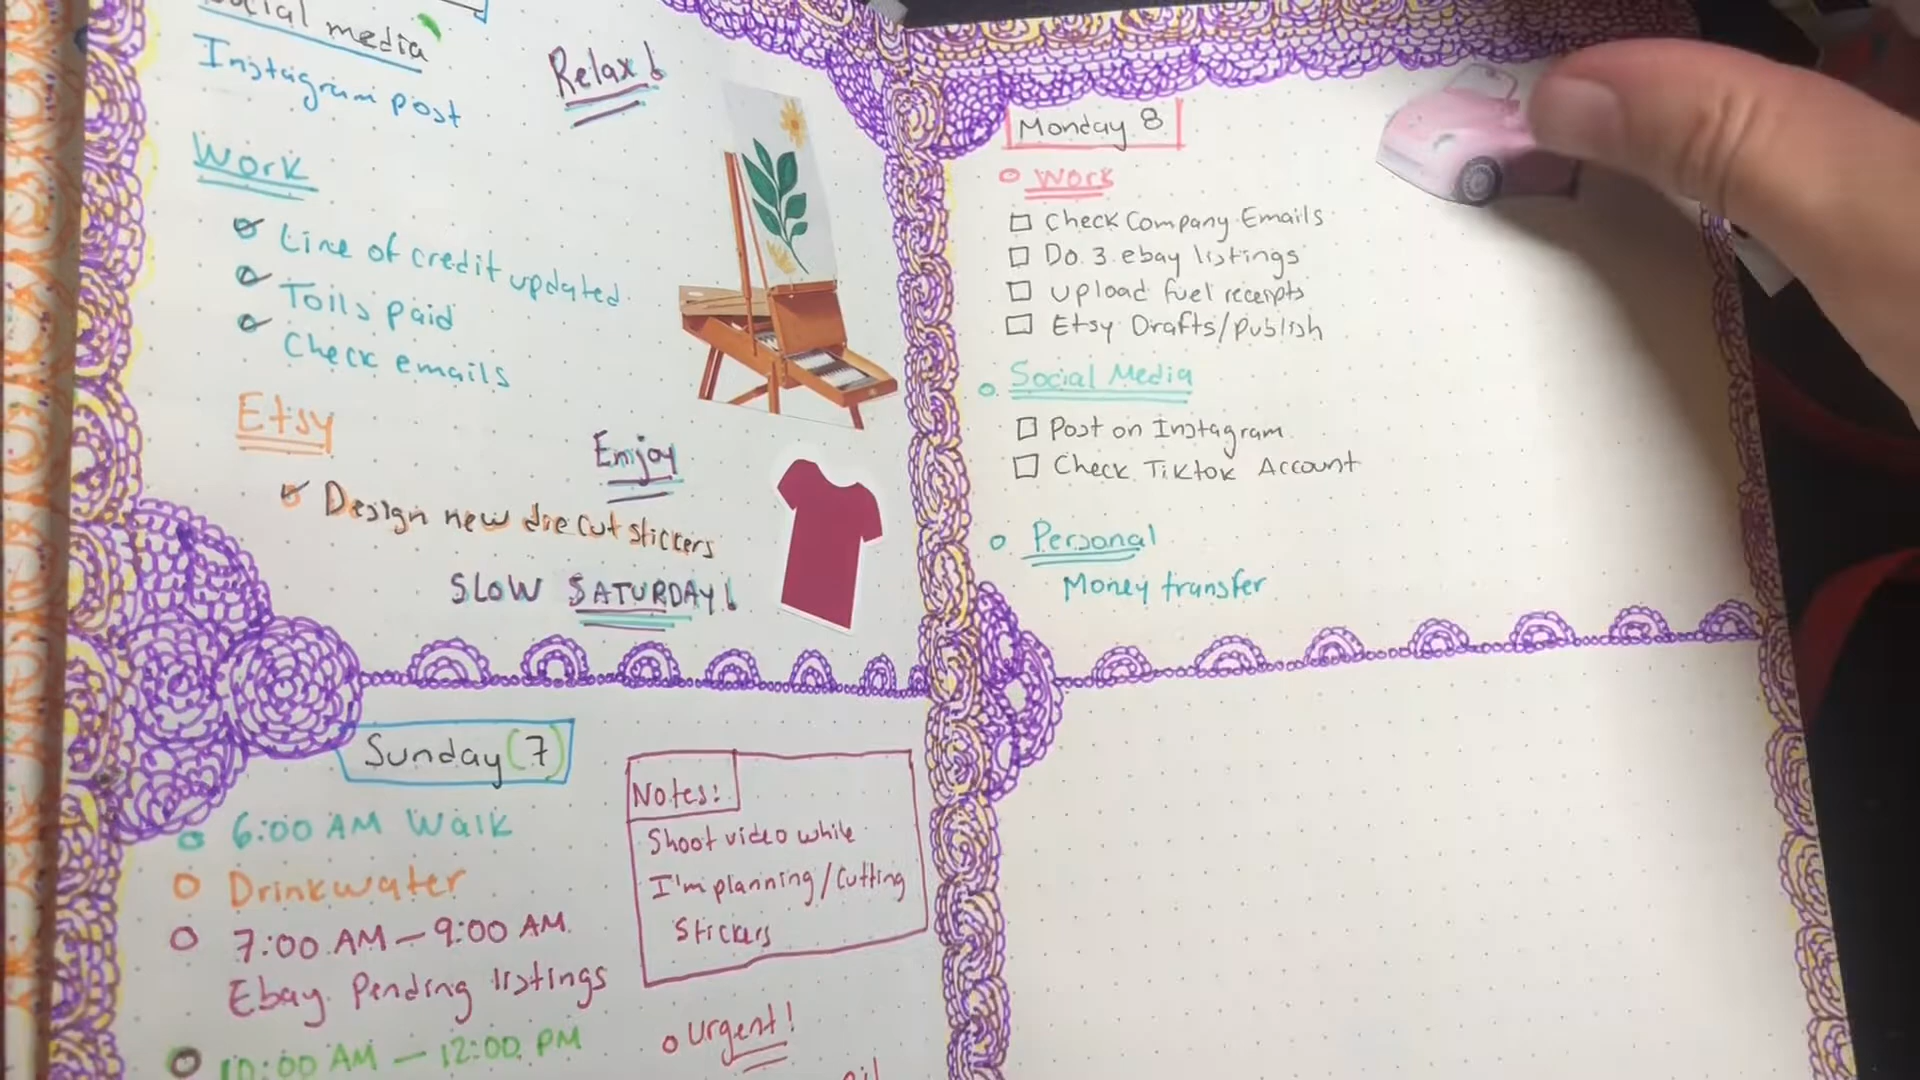 Social media
Instagram post
Relax!
Work
Line of credit updated
Tolls paid
Check emails
Etsy
Enjoy
Design new die cut stickers
SLOW SATURDAY!
Sunday (7)
6:00 AM Walk
Drink water
7:00 AM - 9:00 AM
Ebay Pending listings
10:00 AM - 12:00 PM
Notes:
Shoot video while
I'm planning/Cutting
Stickers
Urgent!
Monday 8
Work
Check Company Emails
Do 3 ebay listings
Upload fuel receipts
Etsy Drafts/Publish
Social Media
Post on Instagram
Check Tiktok Account
Personal
Money transfer